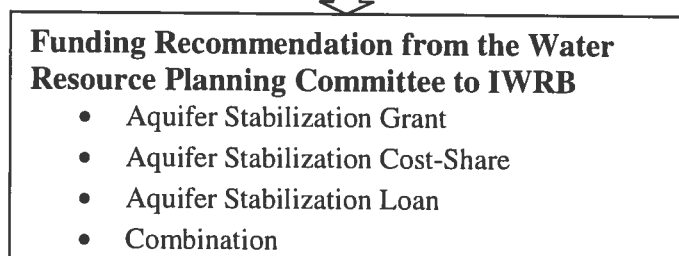 Funding Recommendation from the Water
Resource Planning Committee to IWRB
• Aquifer Stabilization Grant
• Aquifer Stabilization Cost-Share
• Aquifer Stabilization Loan
• Combination